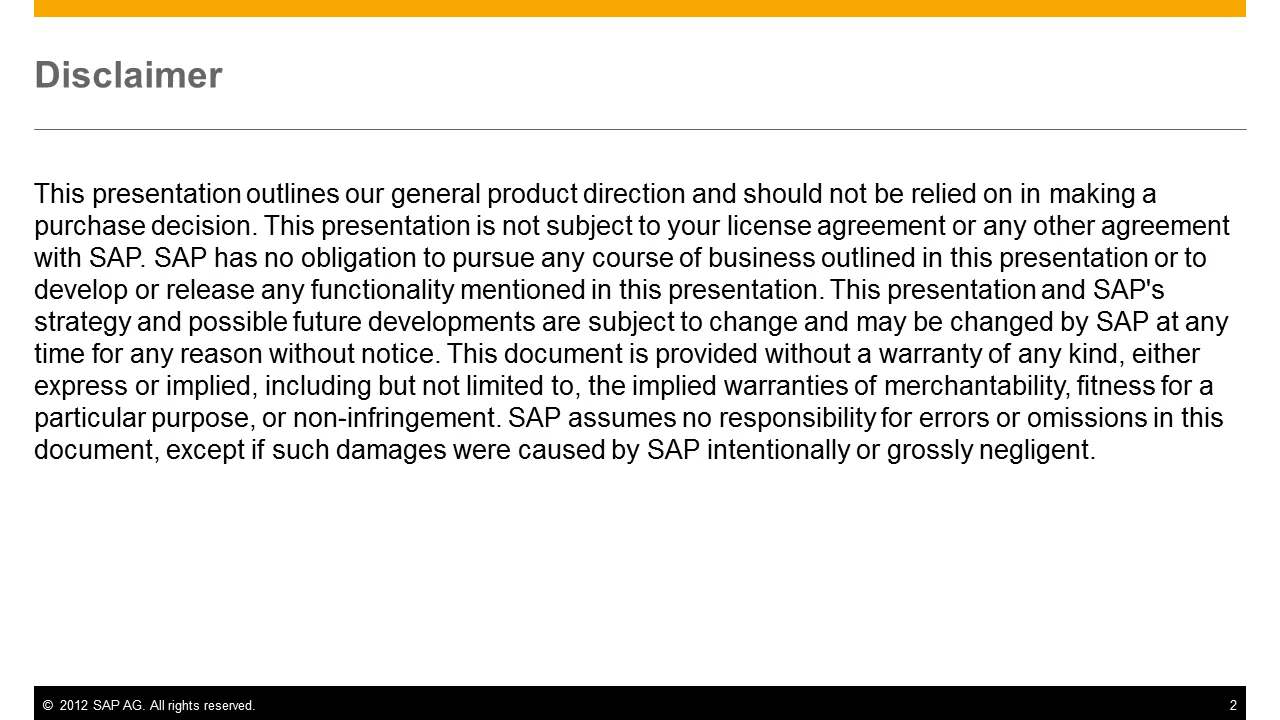 Disclaimer
This presentation outlines our general product direction and should not be relied on in making a
purchase decision. This presentation is not subject to your license agreement or any other agreement
with SAP. SAP has no obligation to pursue any course of business outlined in this presentation or to
develop or release any functionality mentioned in this presentation. This presentation and SAP's
strategy and possible future developments are subject to change and may be changed by SAP at any
time for any reason without notice. This document is provided without a warranty of any kind, either
express or implied, including but not limited to, the implied warranties of merchantability, fitness for a
particular purpose, or non-infringement. SAP assumes no responsibility for errors or omissions in this
document, except if such damages were caused by SAP intentionally or grossly negligent.
© 2012 SAP AG. All rights reserved. 2